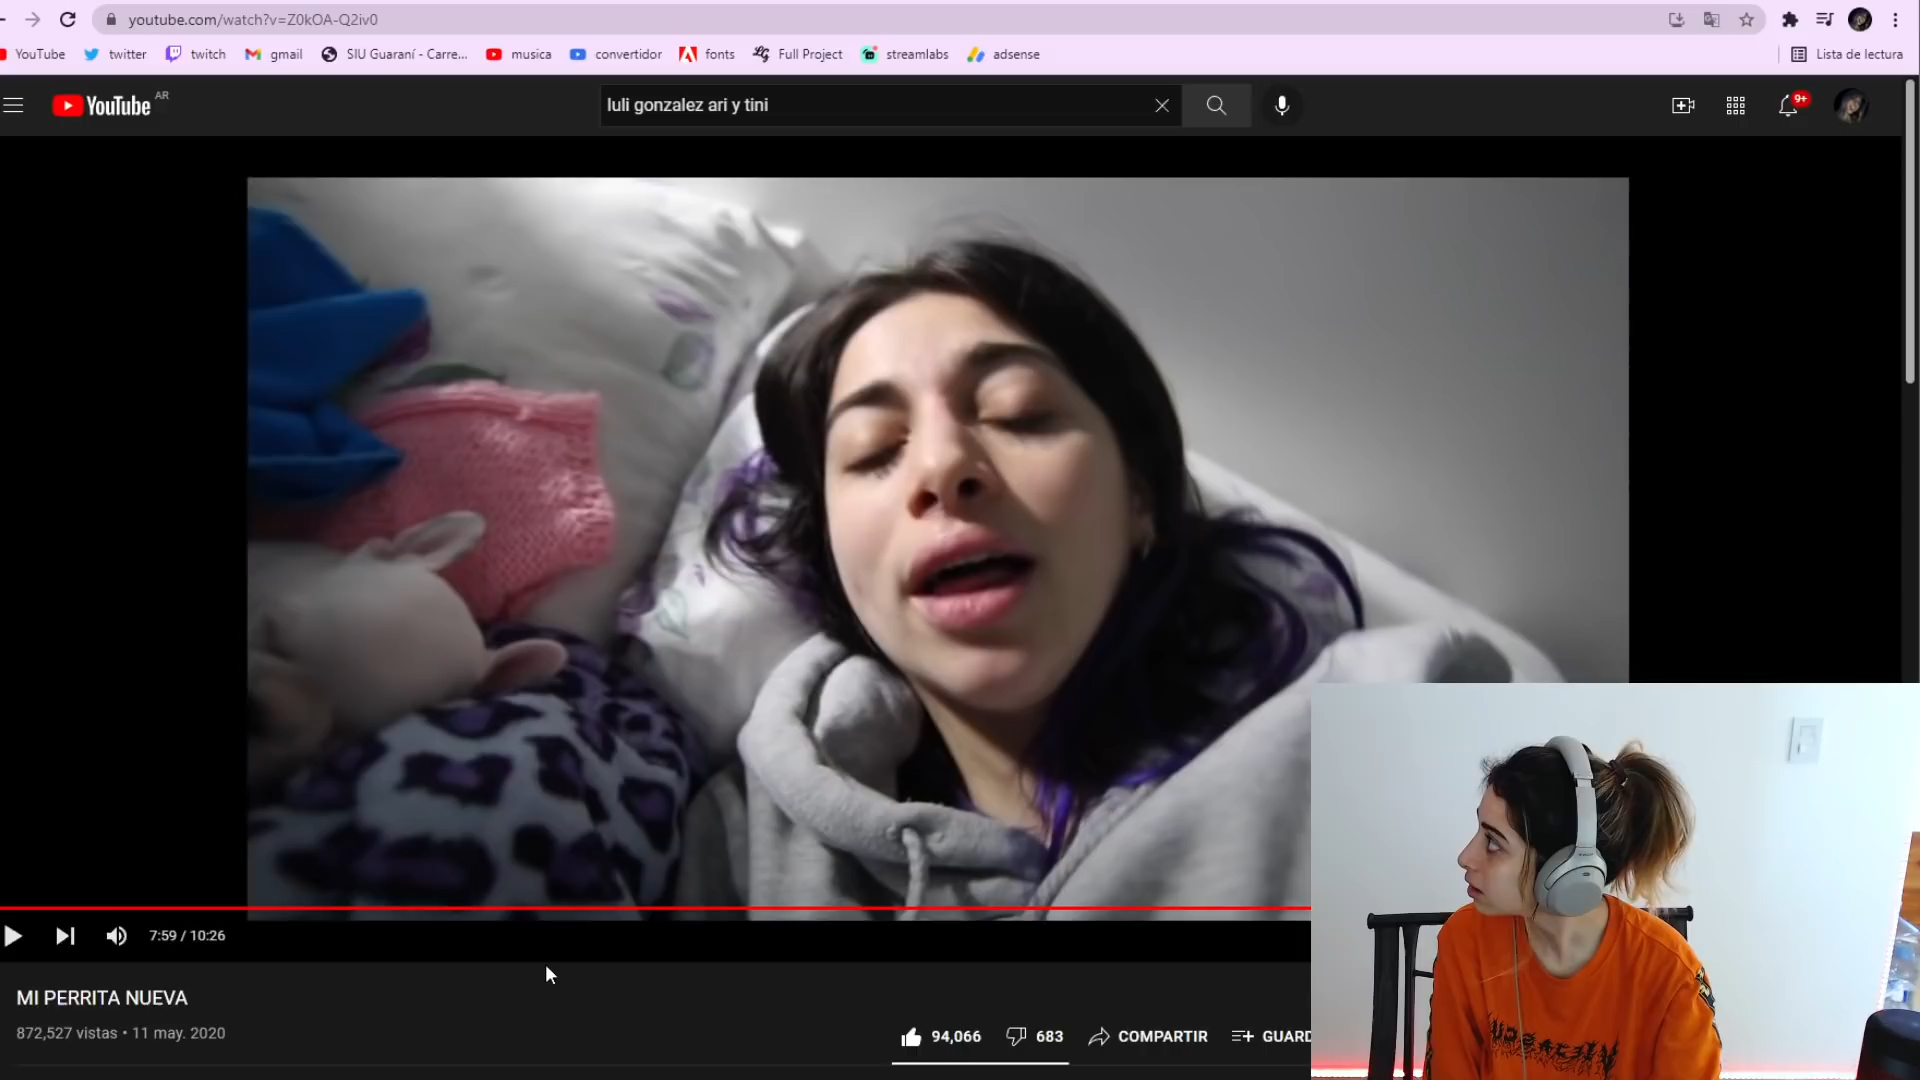 youtube.com/watch?v=Z0kOA-Q2iv0
YouTube twitter twitch gmail SIU Guaraní - Carre... musica convertidor fonts Full Project streamlabs adsense Lista de lectura
YouTube AR
luli gonzalez ari y tini
9+
7:59 / 10:26
MI PERRITA NUEVA
872,527 vistas • 11 may. 2020
94,066 683 COMPARTIR GUARD